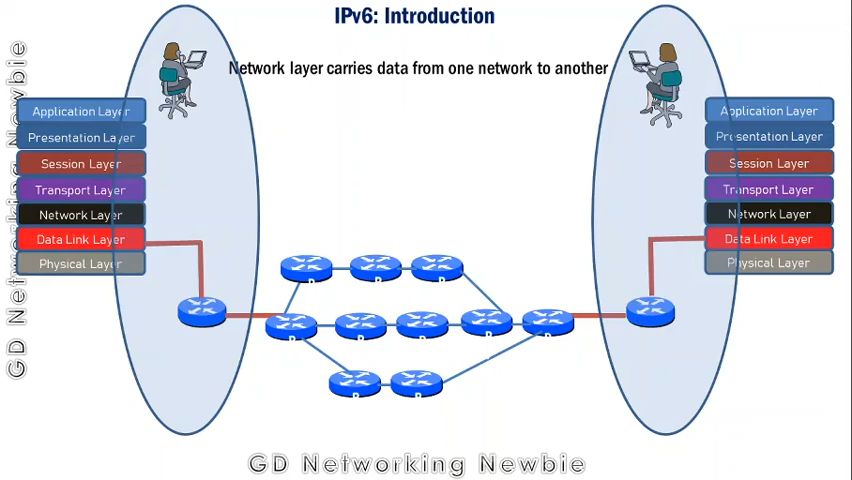 IPv6: Introduction
Network layer carries data from one network to another
GD Networking Newbie
Application Layer
Presentation Layer
Session Layer
Transport Layer
Network Layer
Data Link Layer
Physical Layer
Application Layer
Presentation Layer
Session Layer
Transport Layer
Network Layer
Data Link Layer
Physical Layer
GD Networking Newbie